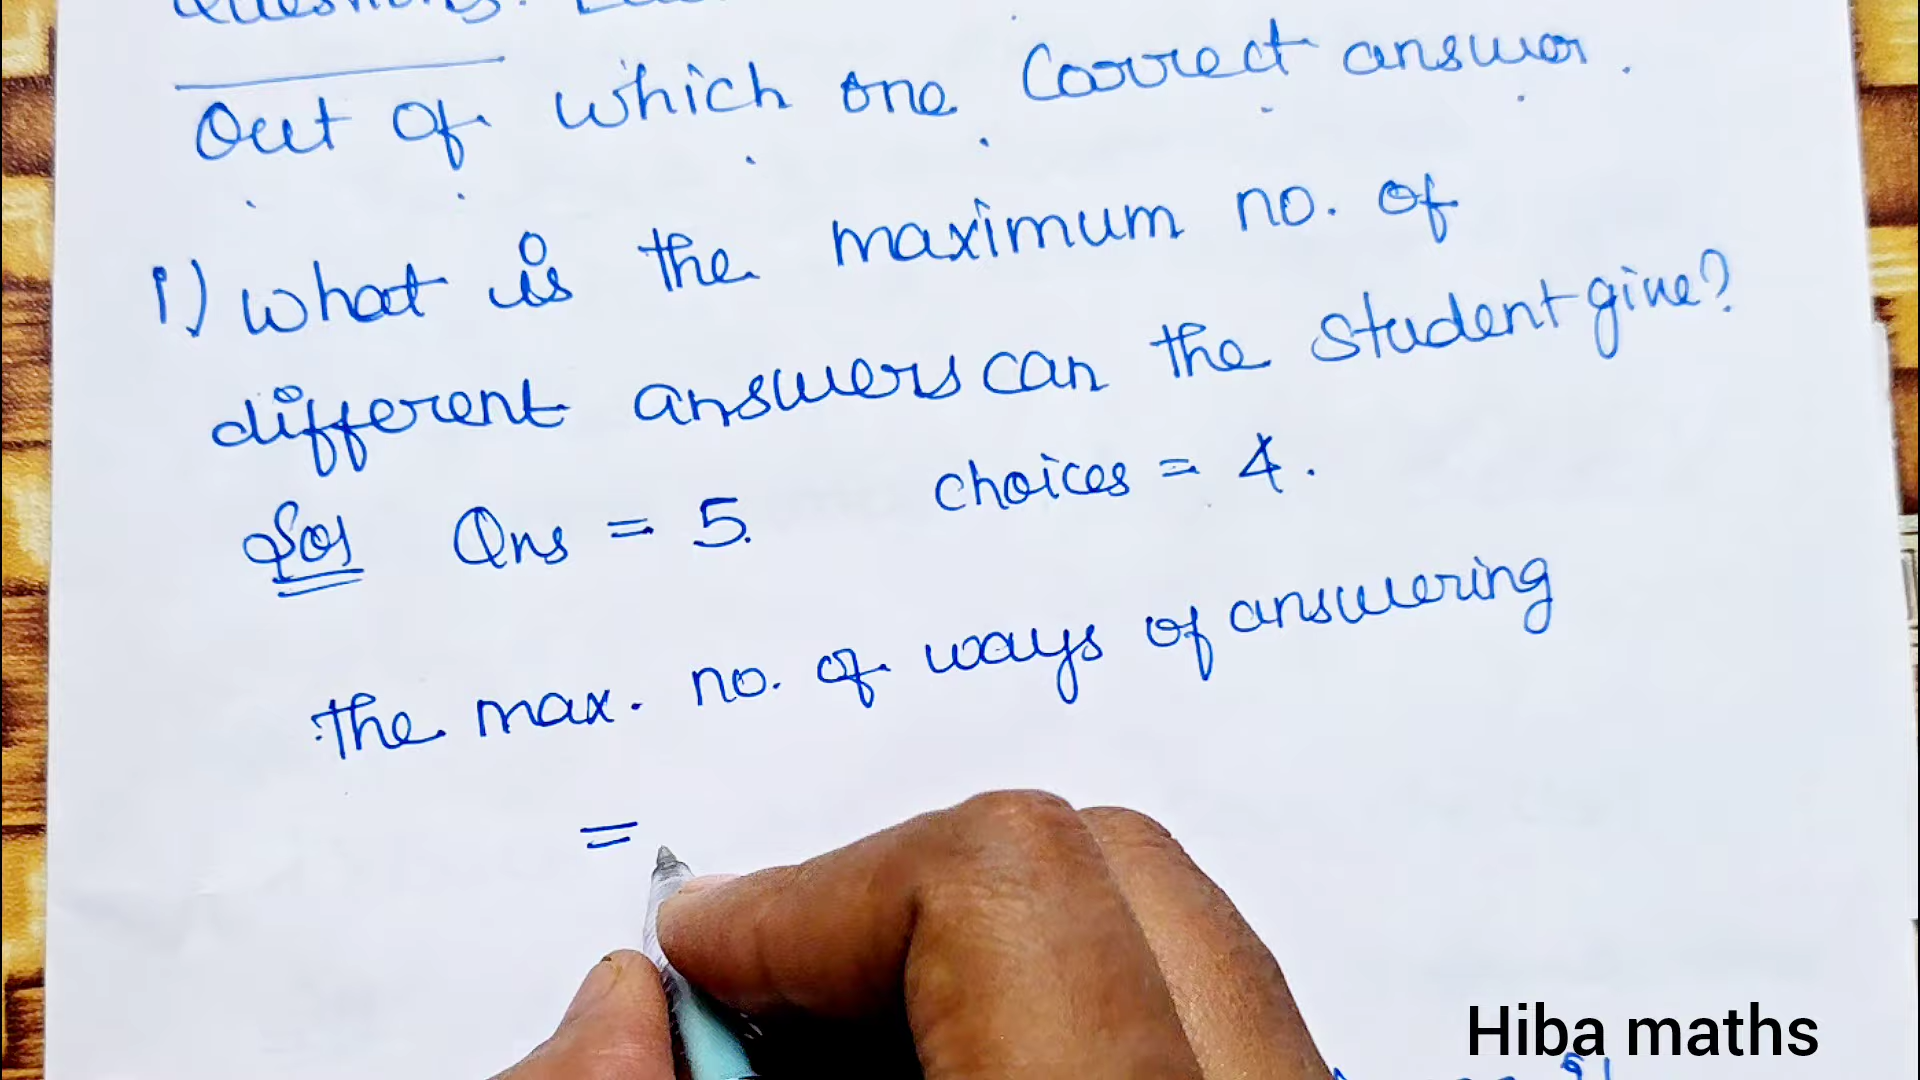 Questions.
Out of which one Correct answer.
1) What is the maximum no. of
different answers can the student give?
Sol Qns = 5. choices = 4.
the max. no. of ways of answering
=
Hiba maths